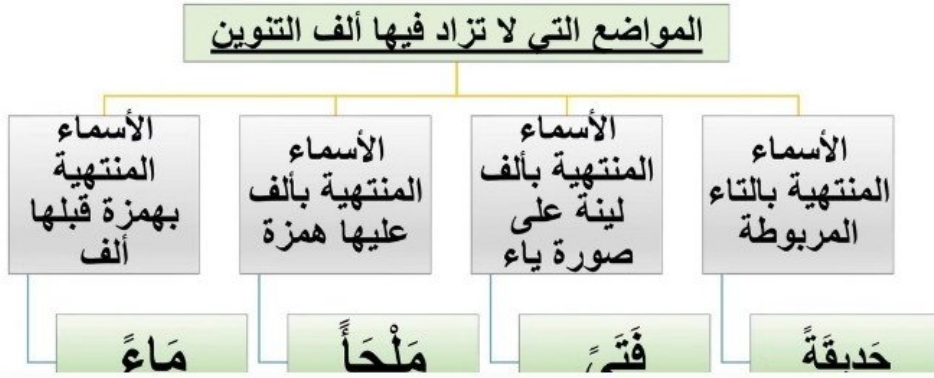 المواضع التي لا تزاد فيها ألف التنوين
الأسماء
المنتهية بالتاء
المربوطة
الأسماء
المنتهية بألف
لينة على
صورة ياء
الأسماء
المنتهية بألف
عليها همزة
الأسماء
المنتهية
بهمزة قبلها
ألف
حَدِيقَةً
فَتَىً
مَلْجَأً
مَاءً